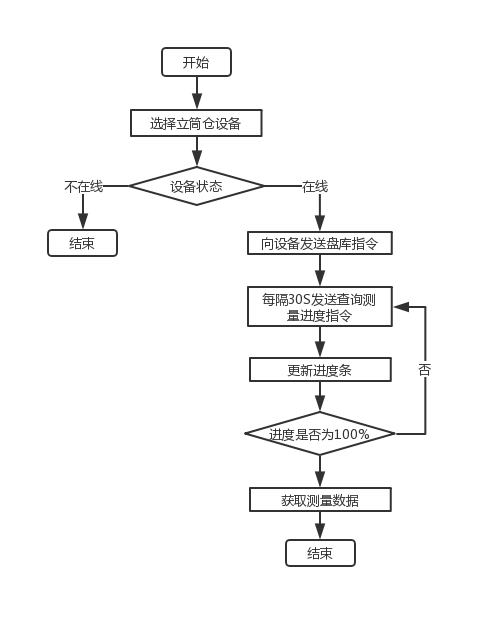 开始
选择立筒仓设备
设备状态
不在线
在线
结束
向设备发送盘库指令
每隔30S发送查询测
量进度指令
更新进度条
否
进度是否为100%
获取测量数据
结束